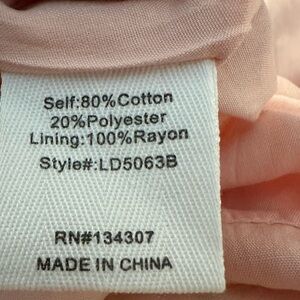 Self:80%Cotton
20%Polyester
Lining:100%Rayon
Style#:LD5063B
RN#134307
MADE IN CHINA